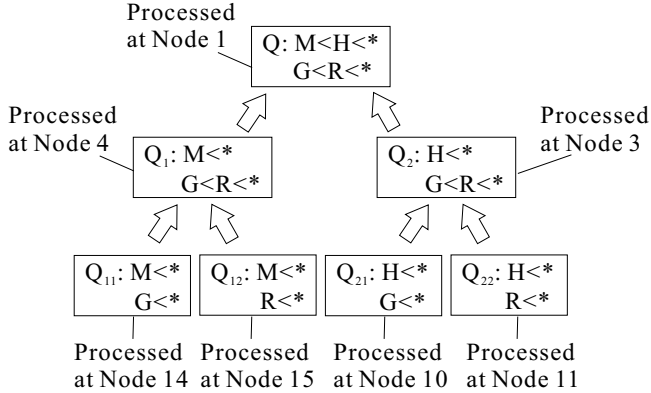 Processed
at Node 1
Q: M<H<*
G<R<*
Processed
at Node 4
Q₁: M<*
G<R<*
Q₂: H<*
G<R<*
Processed
at Node 3
Q₁₁: M<*
G<*
Q₁₂: M<*
R<*
Q₂₁: H<*
G<*
Q₂₂: H<*
R<*
Processed
at Node 14
Processed
at Node 15
Processed
at Node 10
Processed
at Node 11